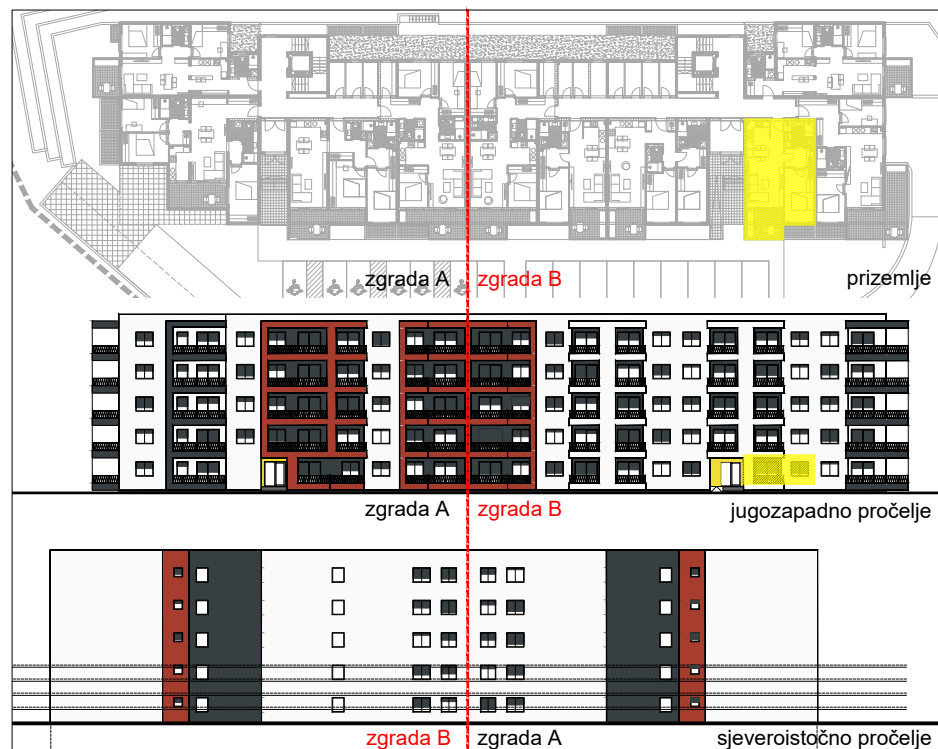 zgrada A zgrada B prizemlje
zgrada A zgrada B jugozapadno pročelje
zgrada B zgrada A sjeveroistočno pročelje